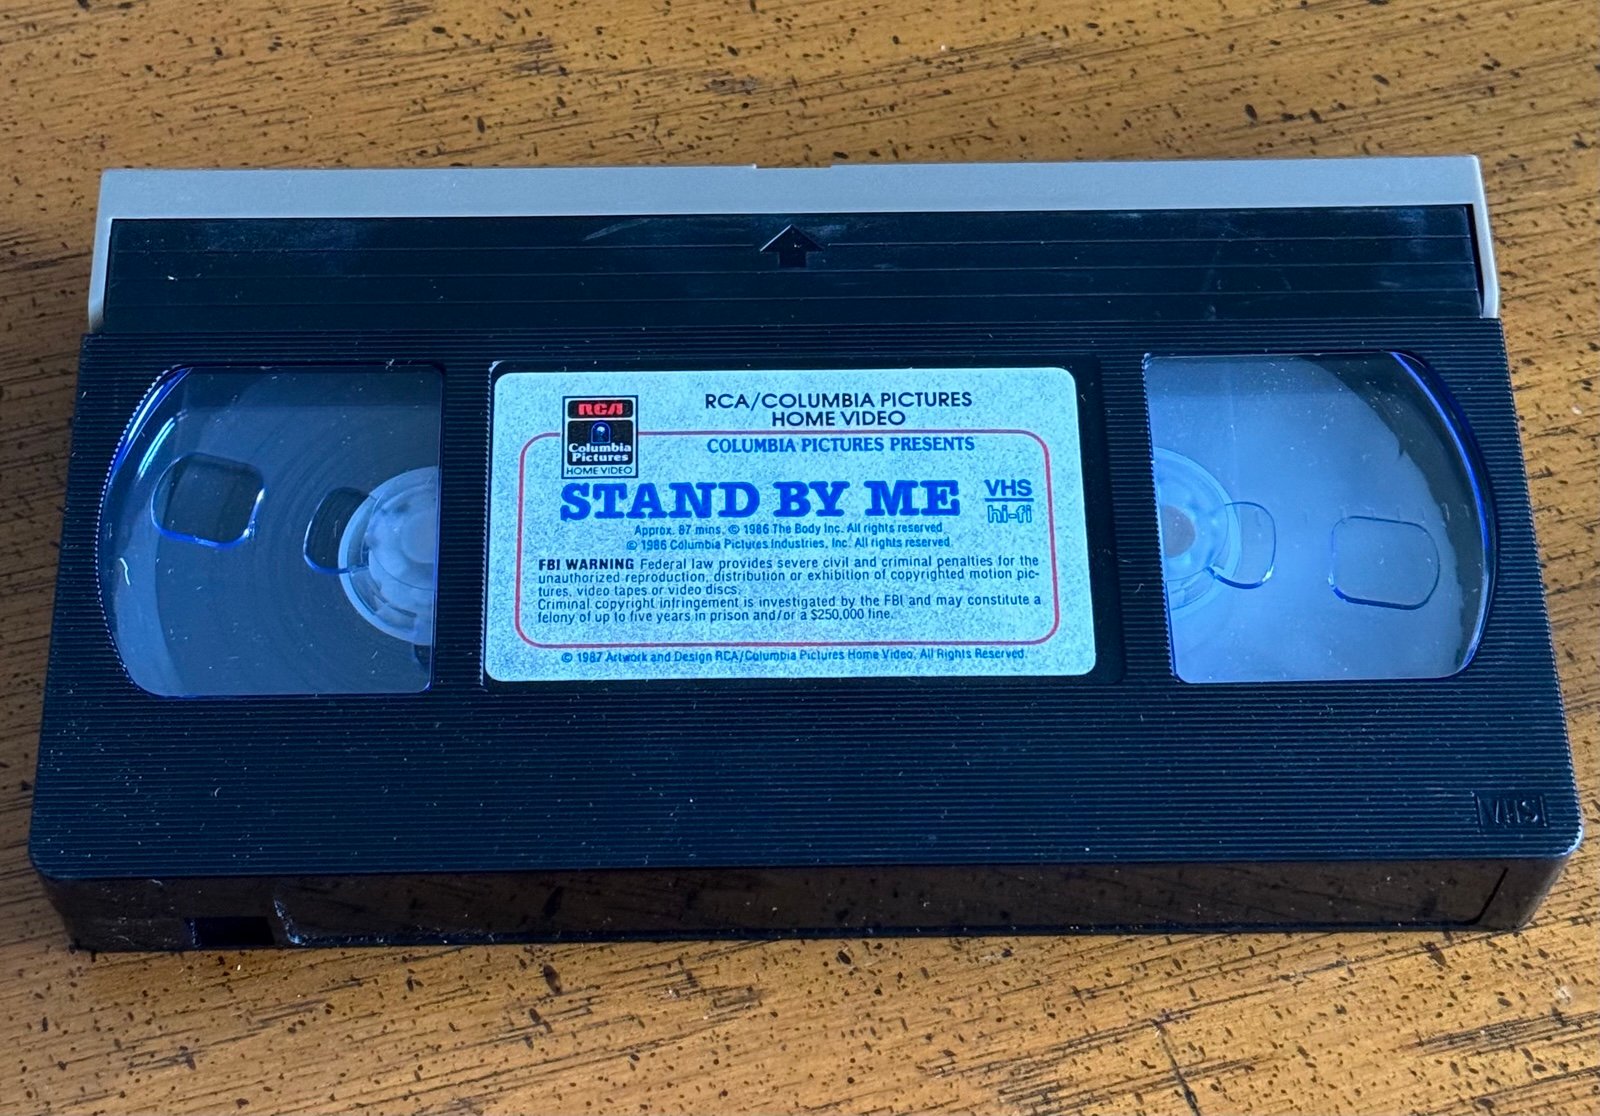 RCA/COLUMBIA PICTURES
HOME VIDEO
RCA
Columbia
Pictures
HOME VIDEO
COLUMBIA PICTURES PRESENTS
STAND BY ME
VHS
hi-fi
Approx. 87 mins. © 1986 The Body Inc. All rights reserved
© 1986 Columbia Pictures Industries, Inc. All rights reserved
FBI WARNING Federal law provides severe civil and criminal penalties for the
unauthorized reproduction, distribution or exhibition of copyrighted motion pic-
tures, video tapes or video discs.
Criminal copyright infringement is investigated by the FBI and may constitute a
felony of up to five years in prison and/or a $250,000 fine.
© 1987 Artwork and Design RCA/Columbia Pictures Home Video. All Rights Reserved.
VHS